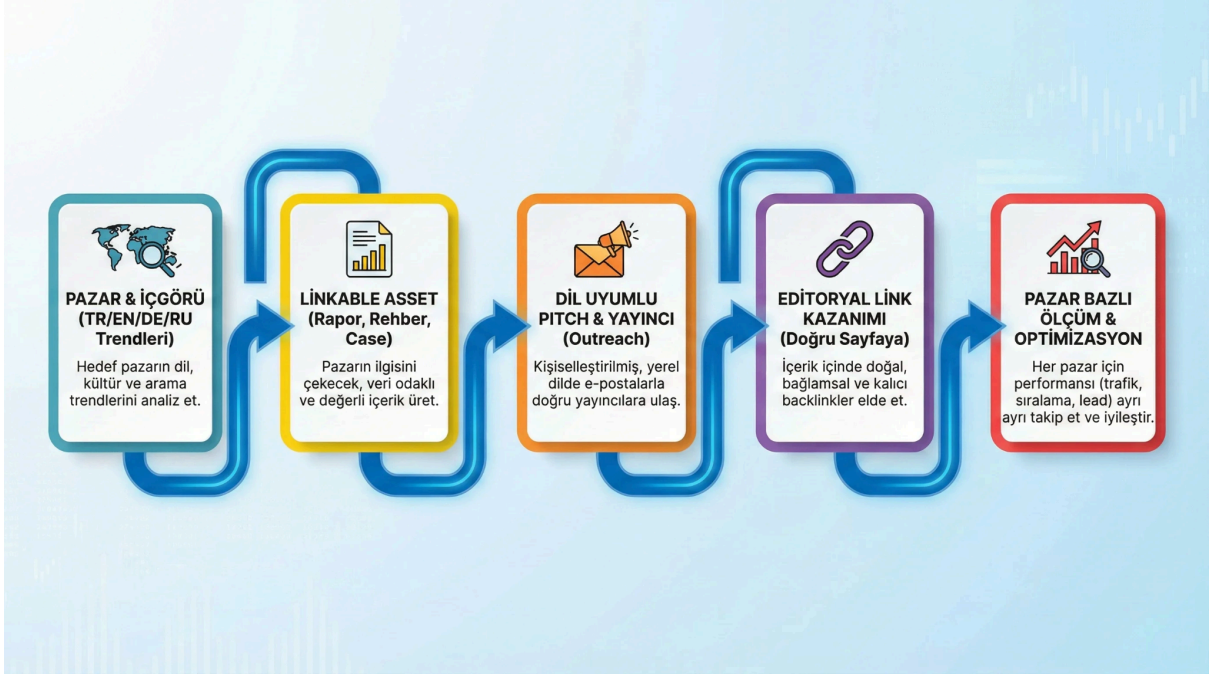 PAZAR & İÇGÖRÜ
(TR/EN/DE/RU
Trendleri)
Hedef pazarın dil,
kültür ve arama
trendlerini analiz et.
LİNKABLE ASSET
(Rapor, Rehber,
Case)
Pazarın ilgisini
çekecek, veri odaklı
ve değerli içerik üret.
DİL UYUMLU
PITCH & YAYINCI
(Outreach)
Kişiselleştirilmiş, yerel
dilde e-postalarla
doğru yayıncılara ulaş.
EDİTORYAL LİNK
KAZANIMI
(Doğru Sayfaya)
İçerik içinde doğal,
bağlamsal ve kalıcı
backlinkler elde et.
PAZAR BAZLI
ÖLÇÜM &
OPTİMİZASYON
Her pazar için
performansı (trafik,
sıralama, lead) ayrı
ayrı takip et ve iyileştir.